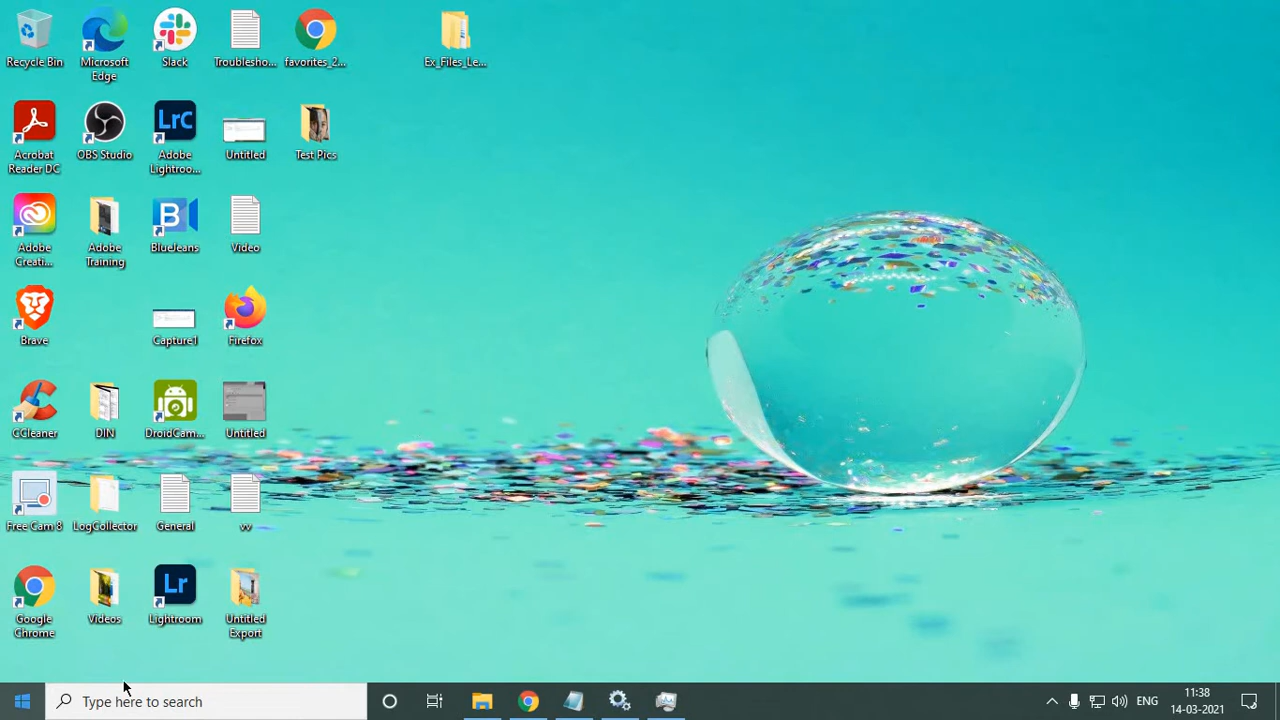 Recycle Bin
Microsoft
Edge
Slack
Troublesho...
favorites_2...
Ex_Files_Le...
Acrobat
Reader DC
OBS Studio
LrC
Adobe
Lightroo...
Untitled
Test Pics
Adobe
Creati...
Adobe
Training
B
BlueJeans
Video
Brave
Capture1
Firefox
CCleaner
DIN
DroidCam...
Untitled
Free Cam 8
LogCollector
General
vv
Google
Chrome
Videos
Lr
Lightroom
Untitled
Export
Type here to search
ENG
11:38
14-03-2021